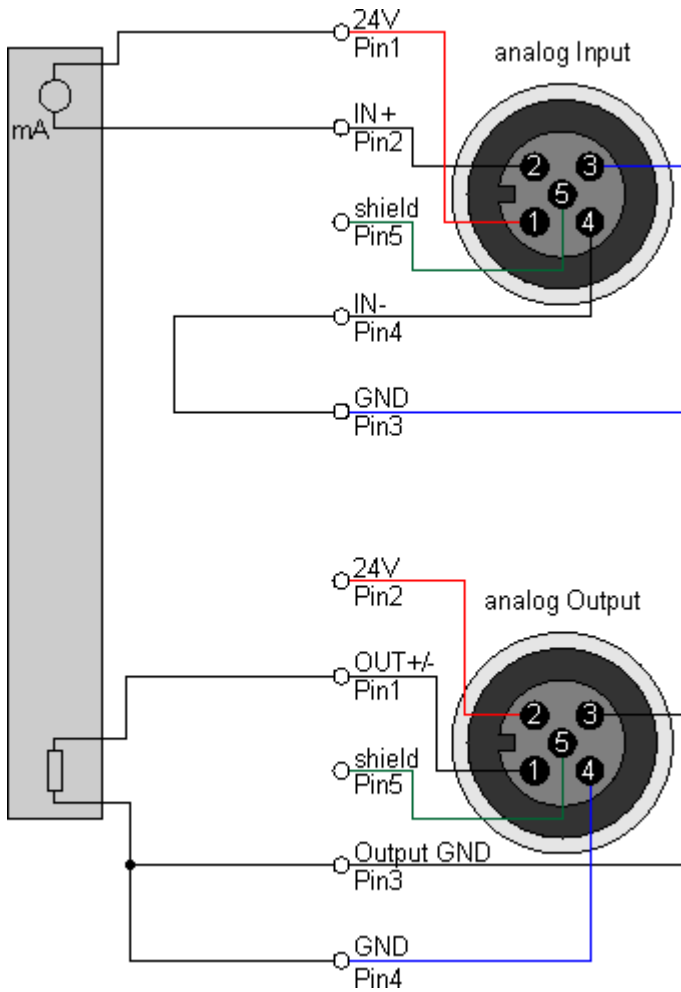 24V
Pin1
analog Input
mA
IN+
Pin2
2 3
5
1 4
shield
Pin5
IN-
Pin4
GND
Pin3
24V
Pin2
analog Output
OUT+/-
Pin1
2 3
5
1 4
shield
Pin5
Output GND
Pin3
GND
Pin4